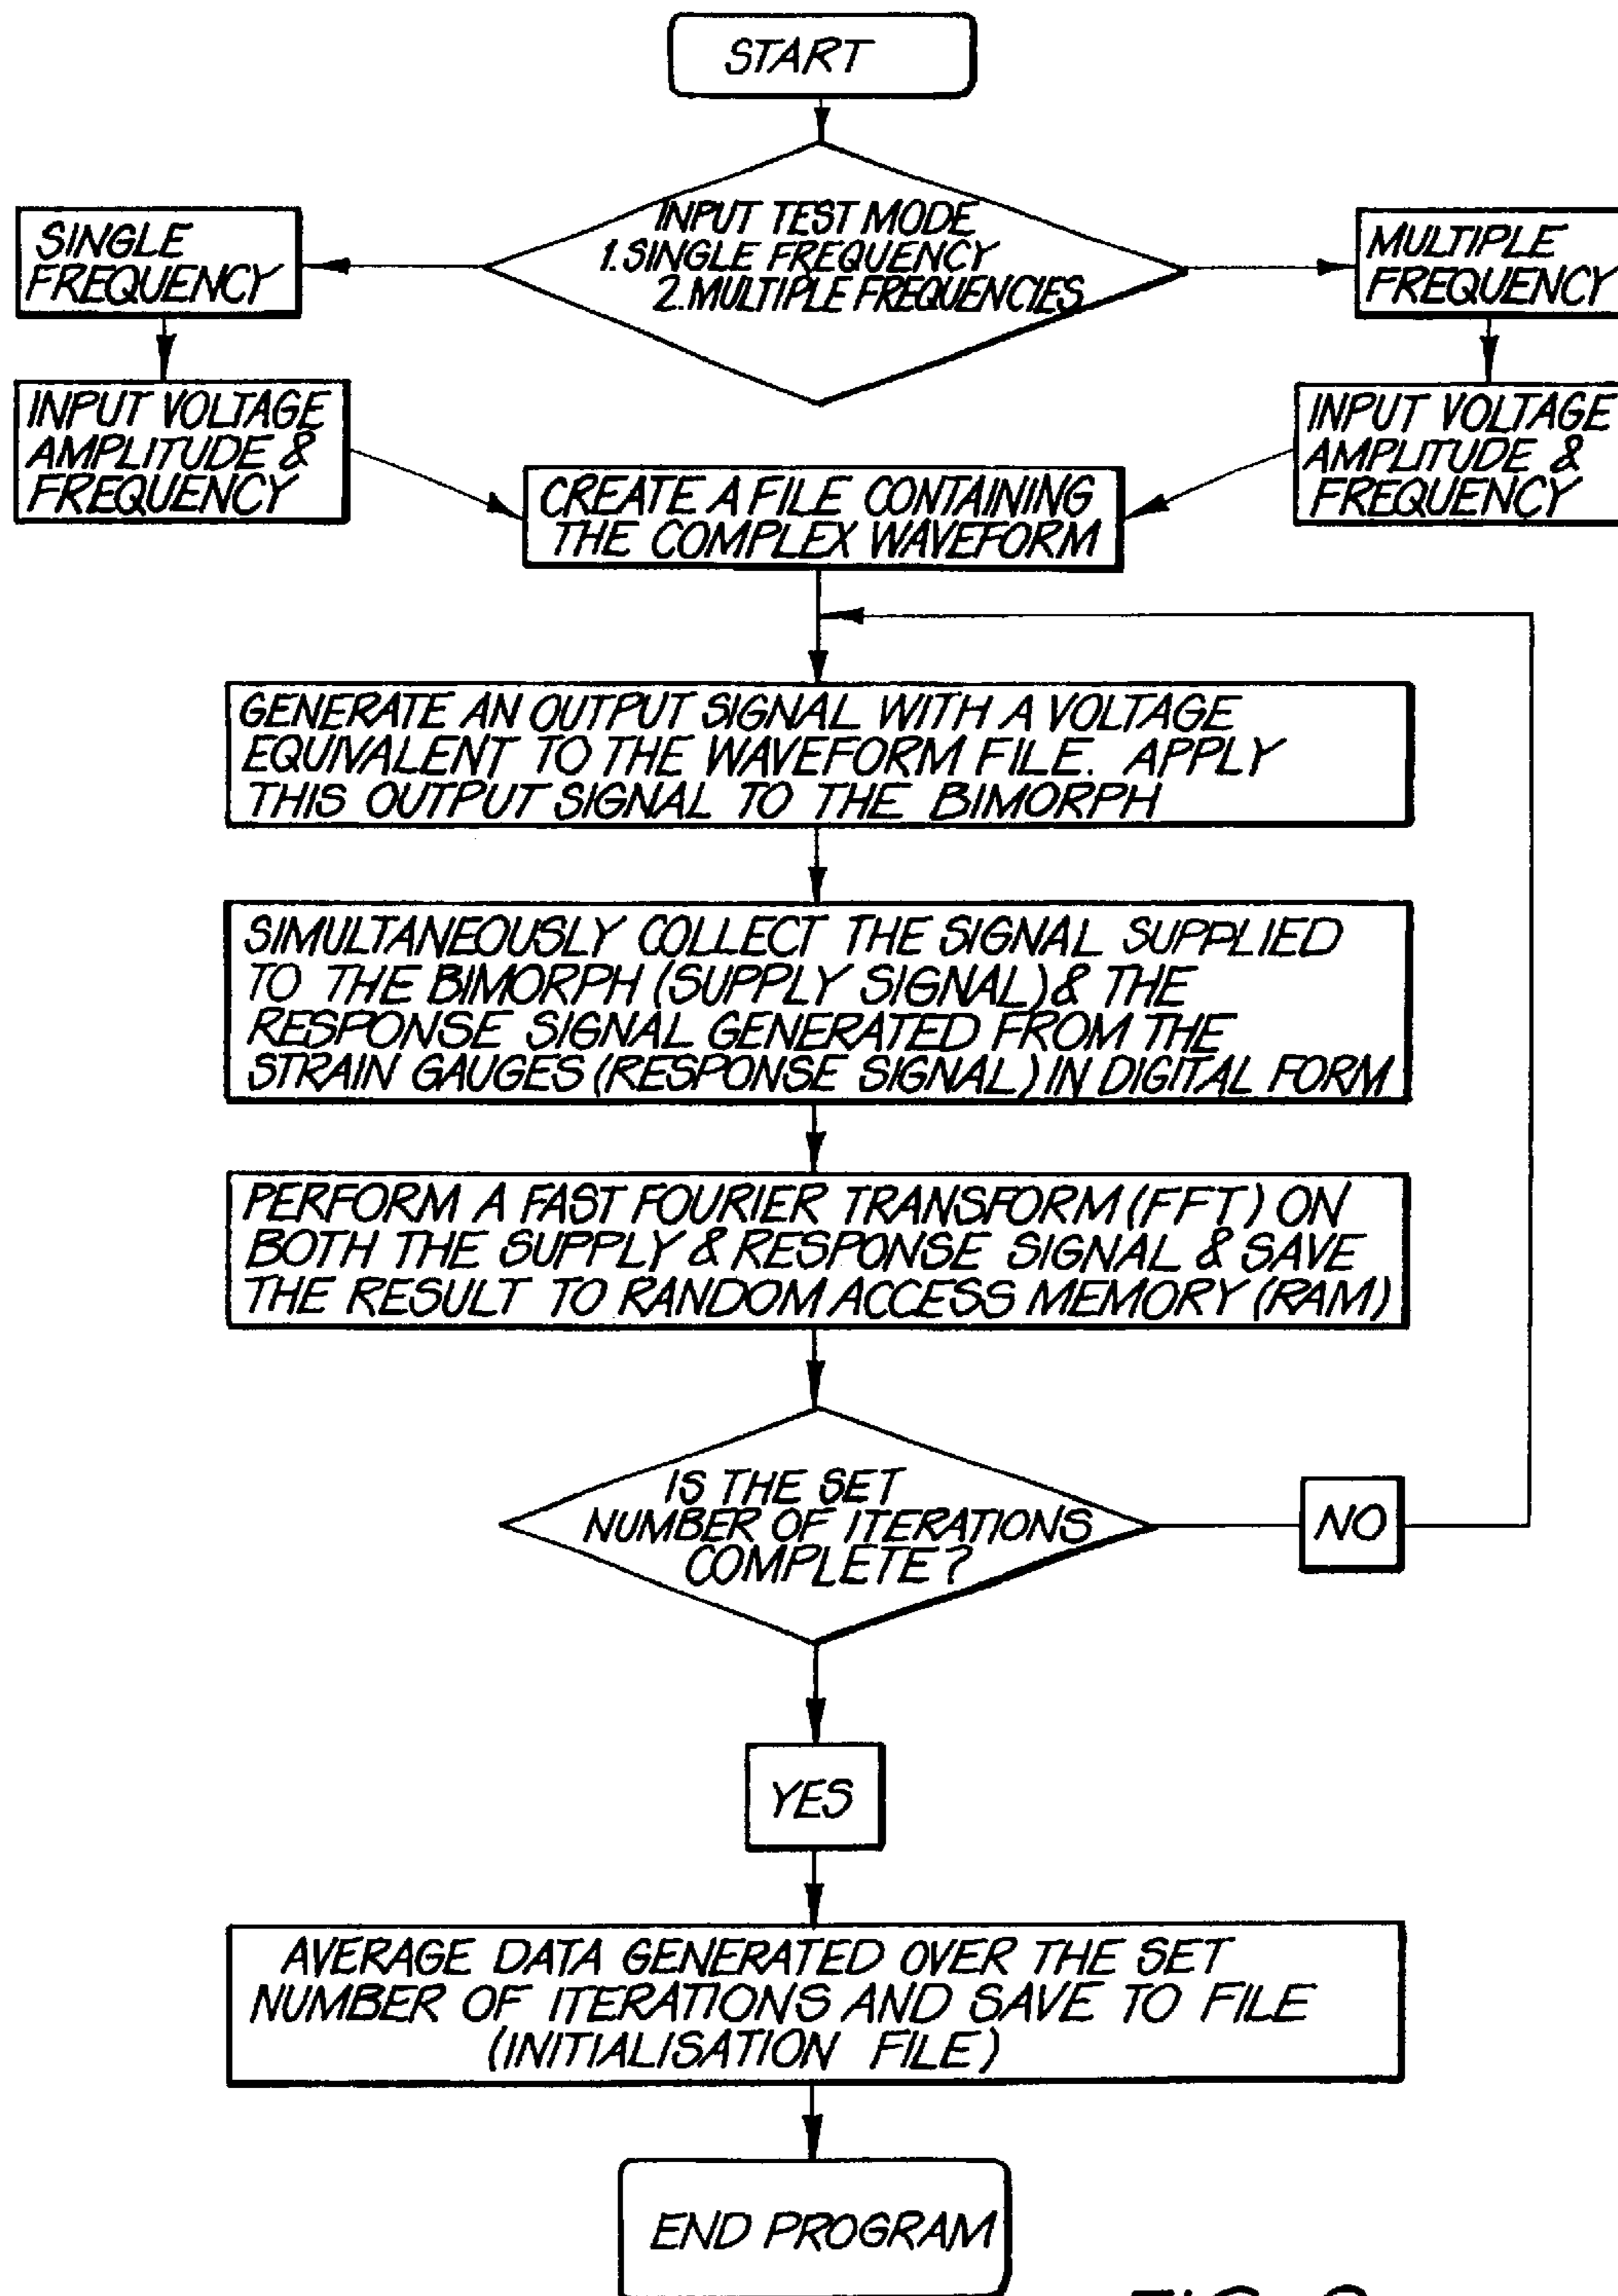 START
INPUT TEST MODE
1. SINGLE FREQUENCY
2. MULTIPLE FREQUENCIES
SINGLE
FREQUENCY
MULTIPLE
FREQUENCY
INPUT VOLTAGE
AMPLITUDE &
FREQUENCY
INPUT VOLTAGE
AMPLITUDE &
FREQUENCY
CREATE A FILE CONTAINING
THE COMPLEX WAVEFORM
GENERATE AN OUTPUT SIGNAL WITH A VOLTAGE
EQUIVALENT TO THE WAVEFORM FILE. APPLY
THIS OUTPUT SIGNAL TO THE BIMORPH
SIMULTANEOUSLY COLLECT THE SIGNAL SUPPLIED
TO THE BIMORPH (SUPPLY SIGNAL) & THE
RESPONSE SIGNAL GENERATED FROM THE
STRAIN GAUGES (RESPONSE SIGNAL) IN DIGITAL FORM
PERFORM A FAST FOURIER TRANSFORM (FFT) ON
BOTH THE SUPPLY & RESPONSE SIGNAL & SAVE
THE RESULT TO RANDOM ACCESS MEMORY (RAM)
IS THE SET
NUMBER OF ITERATIONS
COMPLETE?
NO
YES
AVERAGE DATA GENERATED OVER THE SET
NUMBER OF ITERATIONS AND SAVE TO FILE
(INITIALISATION FILE)
END PROGRAM